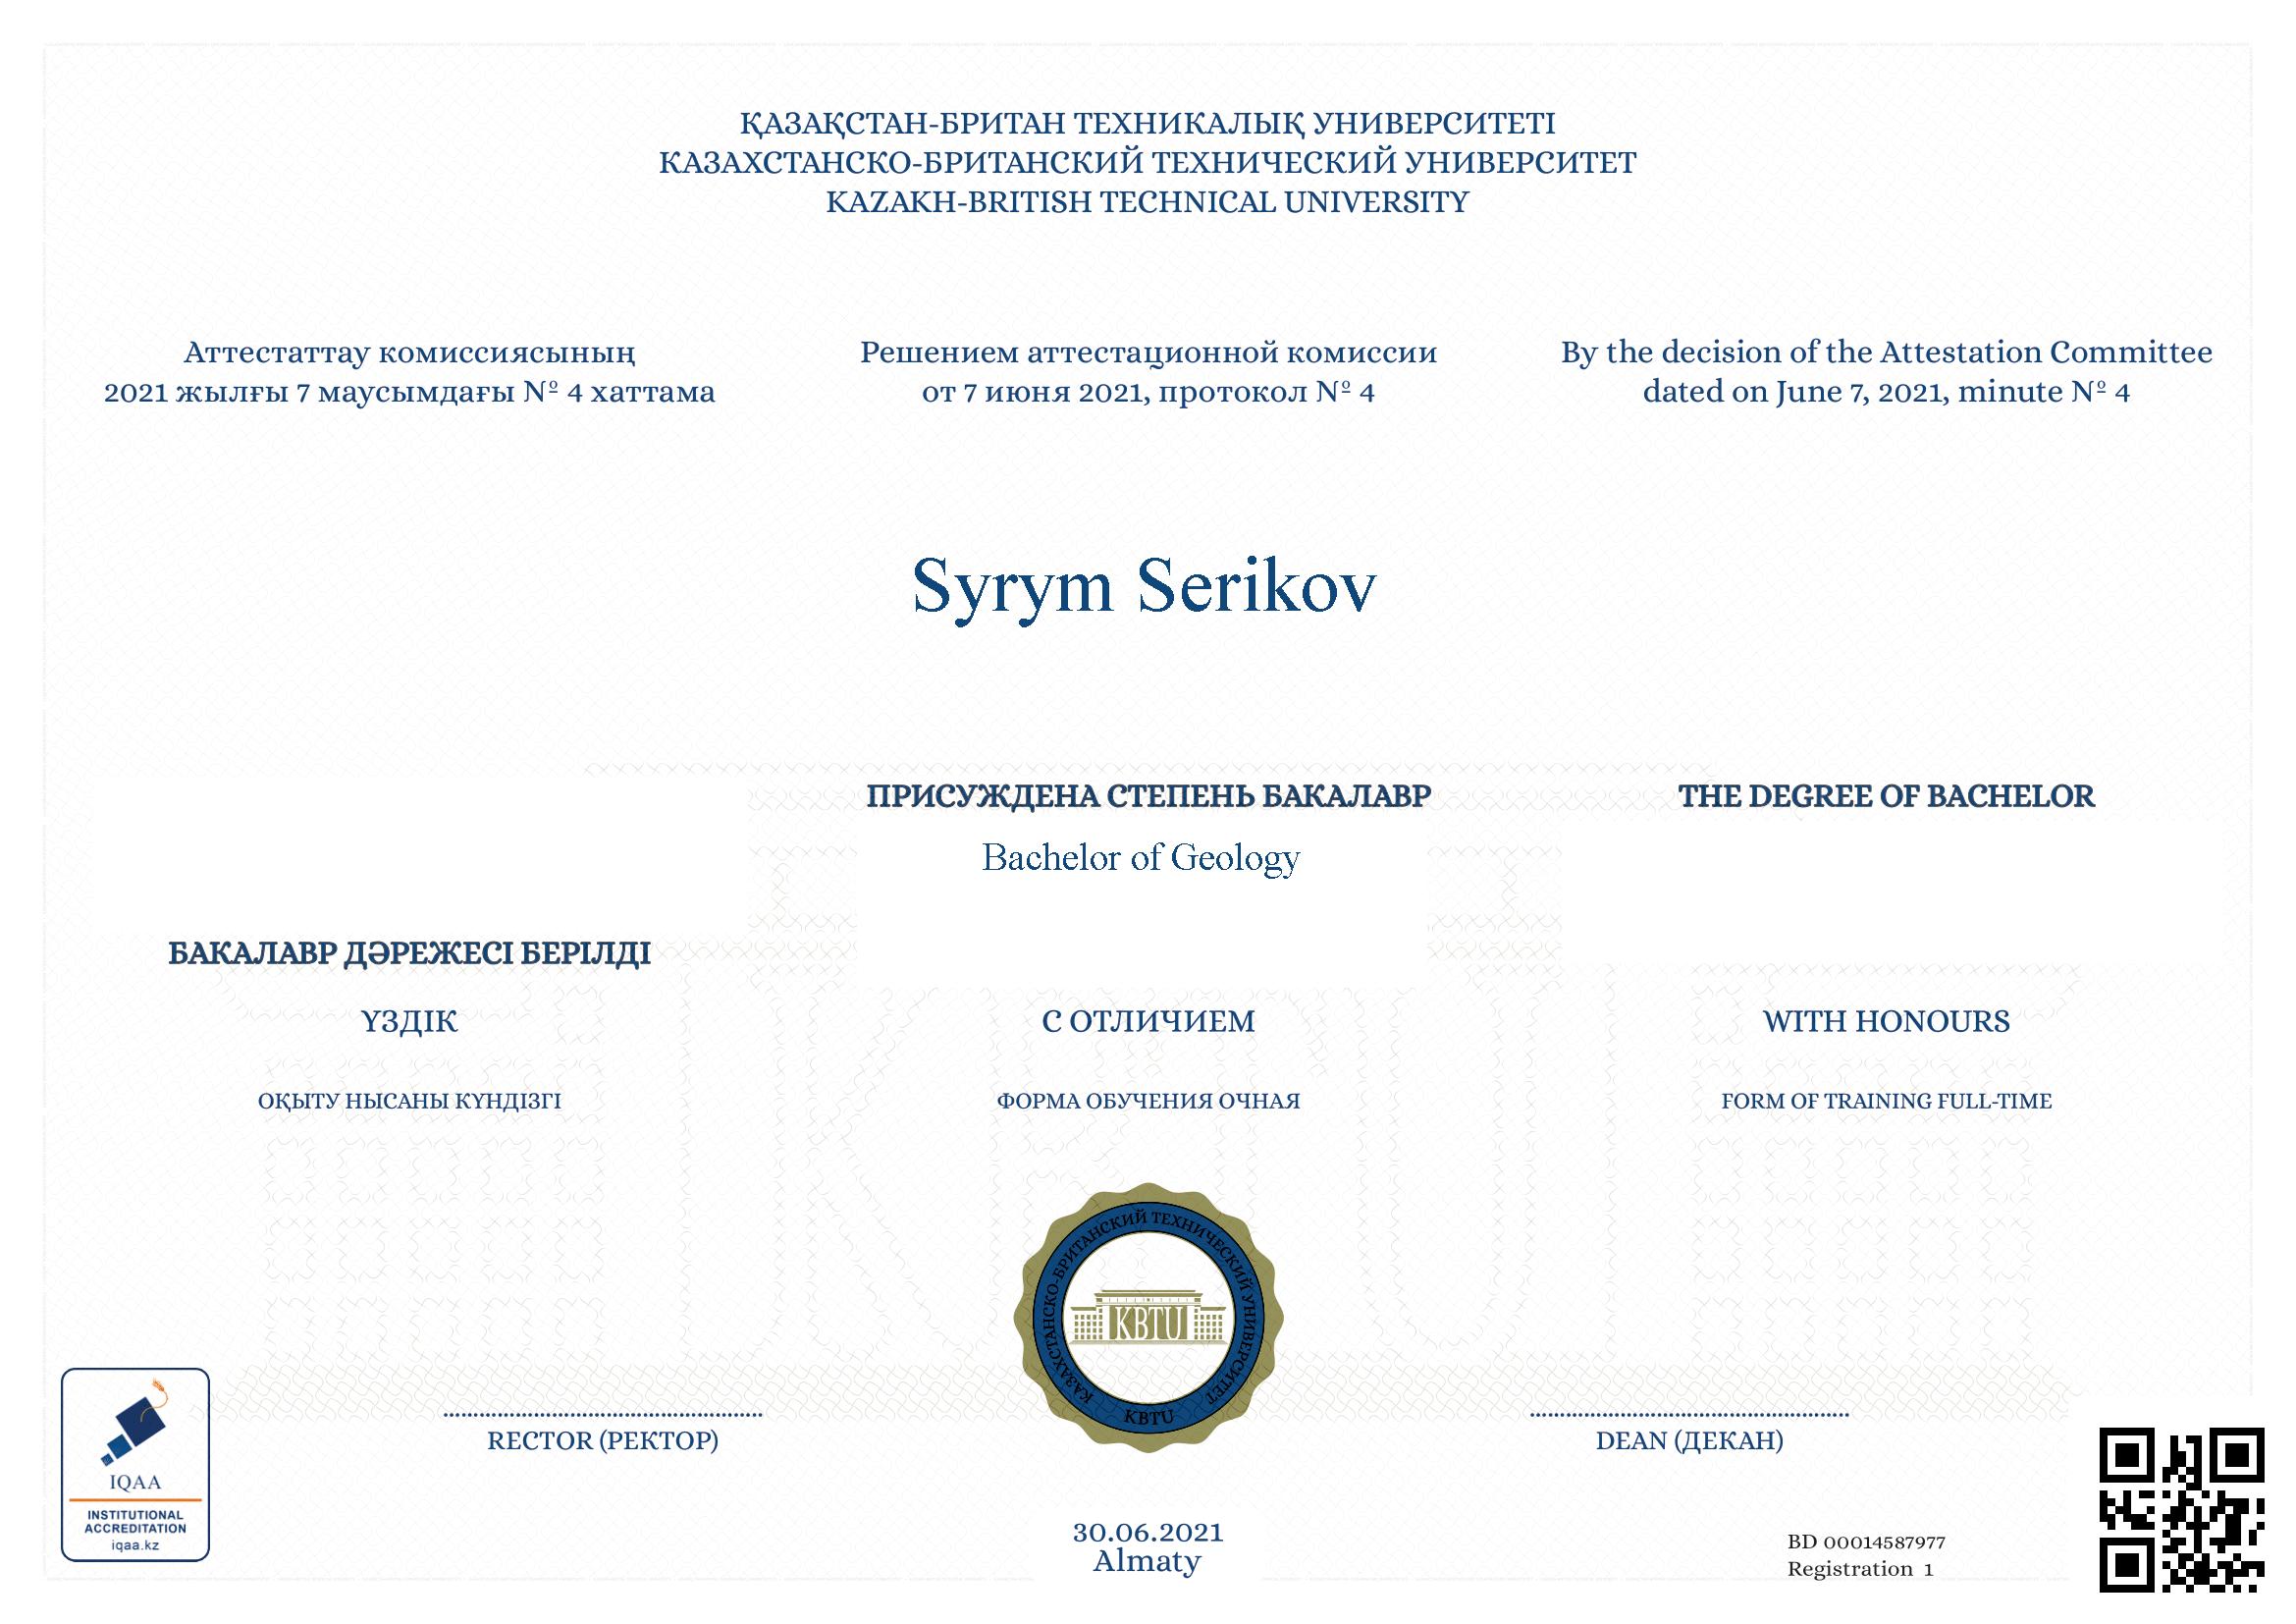 ҚАЗАҚСТАН-БРИТАН ТЕХНИКАЛЫҚ УНИВЕРСИТЕТІ
КАЗАХСТАНСКО-БРИТАНСКИЙ ТЕХНИЧЕСКИЙ УНИВЕРСИТЕТ
KAZAKH-BRITISH TECHNICAL UNIVERSITY
Аттестаттау комиссиясының
2021 жылғы 7 маусымдағы № 4 хаттама
Решением аттестационной комиссии
от 7 июня 2021, протокол № 4
By the decision of the Attestation Committee
dated on June 7, 2021, minute № 4
Syrym Serikov
ПРИСУЖДЕНА СТЕПЕНЬ БАКАЛАВР
THE DEGREE OF BACHELOR
Bachelor of Geology
БАКАЛАВР ДӘРЕЖЕСІ БЕРІЛДІ
ҮЗДІК
С ОТЛИЧИЕМ
WITH HONOURS
ОҚЫТУ НЫСАНЫ КҮНДІЗГІ
ФОРМА ОБУЧЕНИЯ ОЧНАЯ
FORM OF TRAINING FULL-TIME
КАЗАХСТАНСКО-БРИТАНСКИЙ ТЕХНИЧЕСКИЙ УНИВЕРСИТЕТ
KBTU
KBTU
IQAA
INSTITUTIONAL
ACCREDITATION
iqaa.kz
RECTOR (РЕКТОР)
DEAN (ДЕКАН)
30.06.2021
Almaty
BD 00014587977
Registration 1